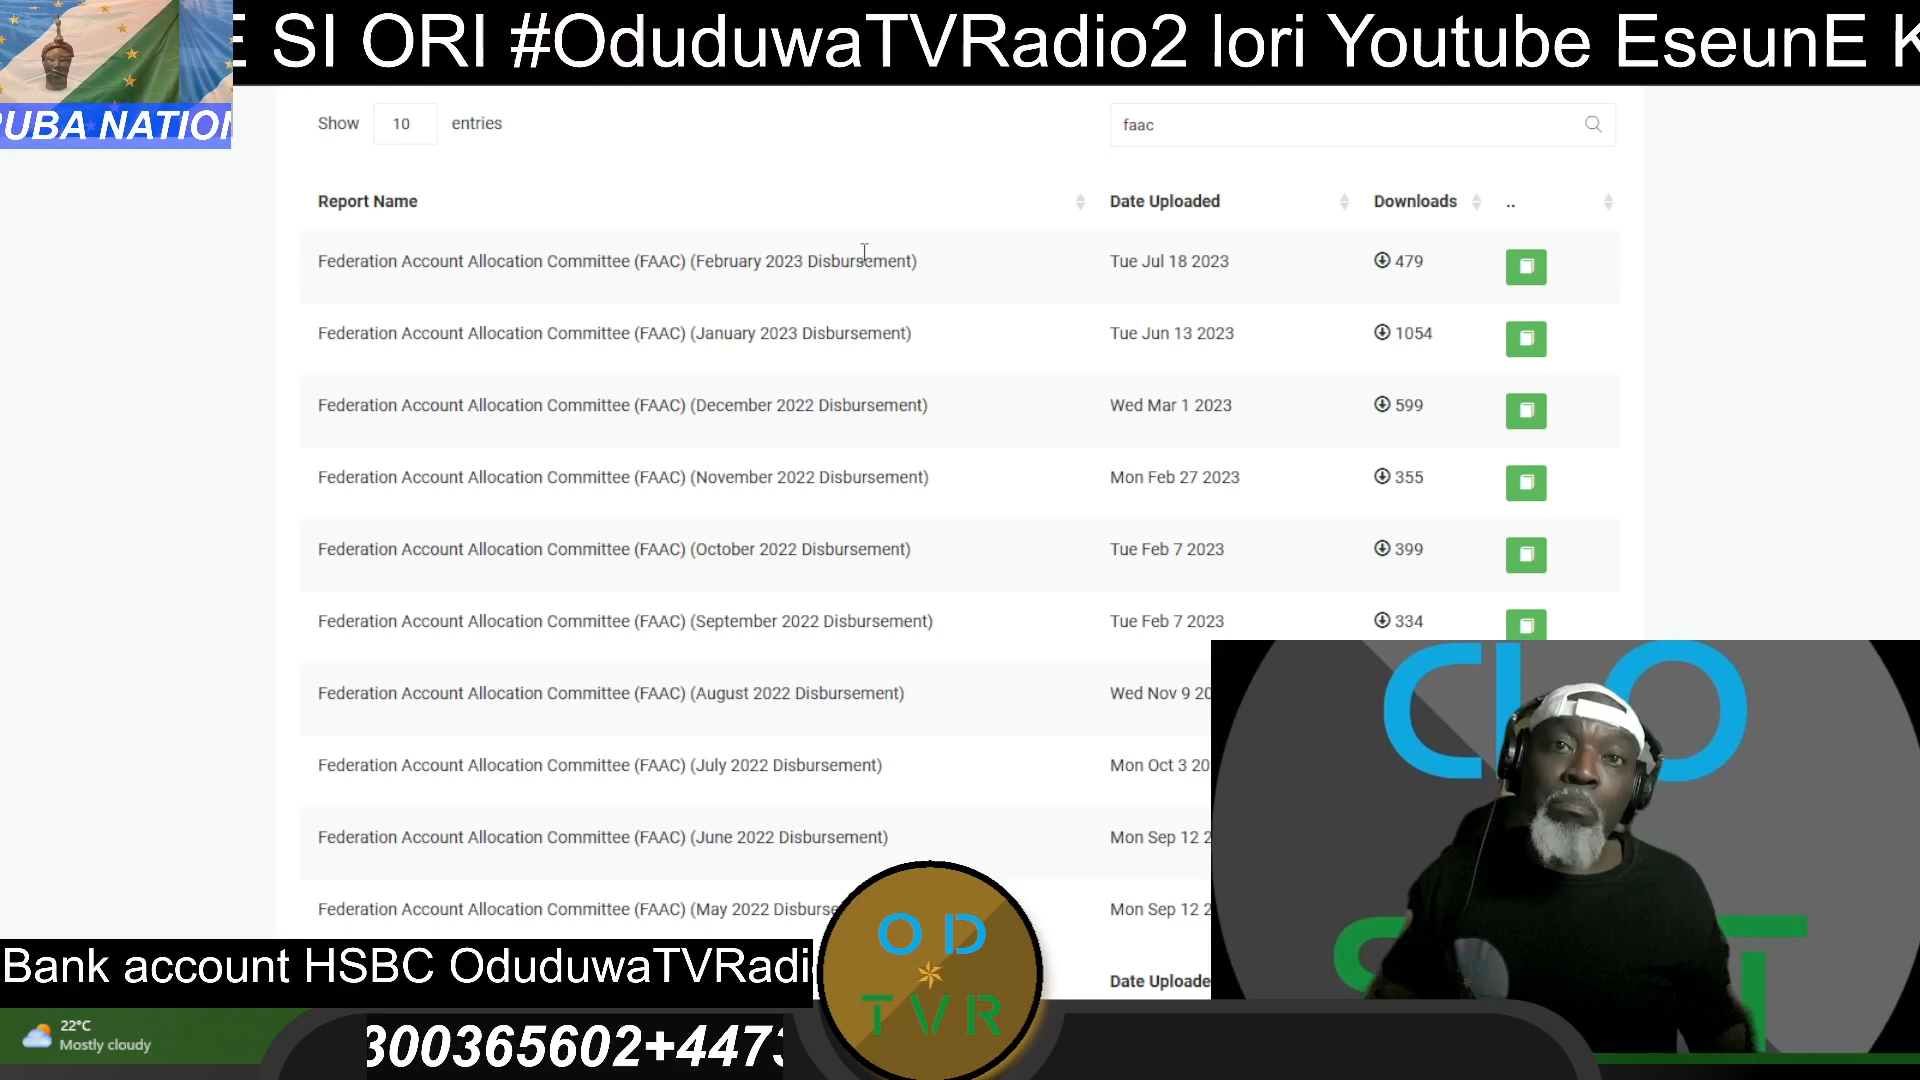 E SI ORI #OduduwaTVRadio2 lori Youtube EseunE K
RUBA NATION
Show 10 entries
faac
Report Name Date Uploaded Downloads ..
Federation Account Allocation Committee (FAAC) (February 2023 Disbursement) Tue Jul 18 2023 479
Federation Account Allocation Committee (FAAC) (January 2023 Disbursement) Tue Jun 13 2023 1054
Federation Account Allocation Committee (FAAC) (December 2022 Disbursement) Wed Mar 1 2023 599
Federation Account Allocation Committee (FAAC) (November 2022 Disbursement) Mon Feb 27 2023 355
Federation Account Allocation Committee (FAAC) (October 2022 Disbursement) Tue Feb 7 2023 399
Federation Account Allocation Committee (FAAC) (September 2022 Disbursement) Tue Feb 7 2023 334
Federation Account Allocation Committee (FAAC) (August 2022 Disbursement) Wed Nov 9 20
Federation Account Allocation Committee (FAAC) (July 2022 Disbursement) Mon Oct 3 20
Federation Account Allocation Committee (FAAC) (June 2022 Disbursement) Mon Sep 12 2
Federation Account Allocation Committee (FAAC) (May 2022 Disburse Mon Sep 12 2
Date Uploade
Bank account HSBC OduduwaTVRadi
O D
TVR
22°C
Mostly cloudy
300365602+4473